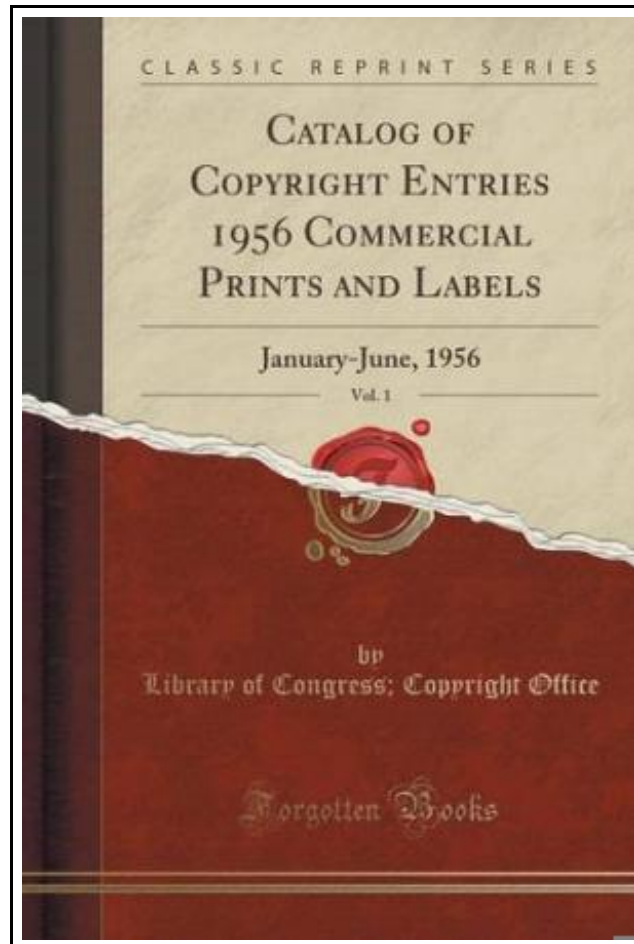 CLASSIC REPRINT SERIES
CATALOG OF
COPYRIGHT ENTRIES
1956 COMMERCIAL
PRINTS AND LABELS
January-June, 1956
Vol. 1
by
Library of Congress; Copyright Office
Forgotten Books